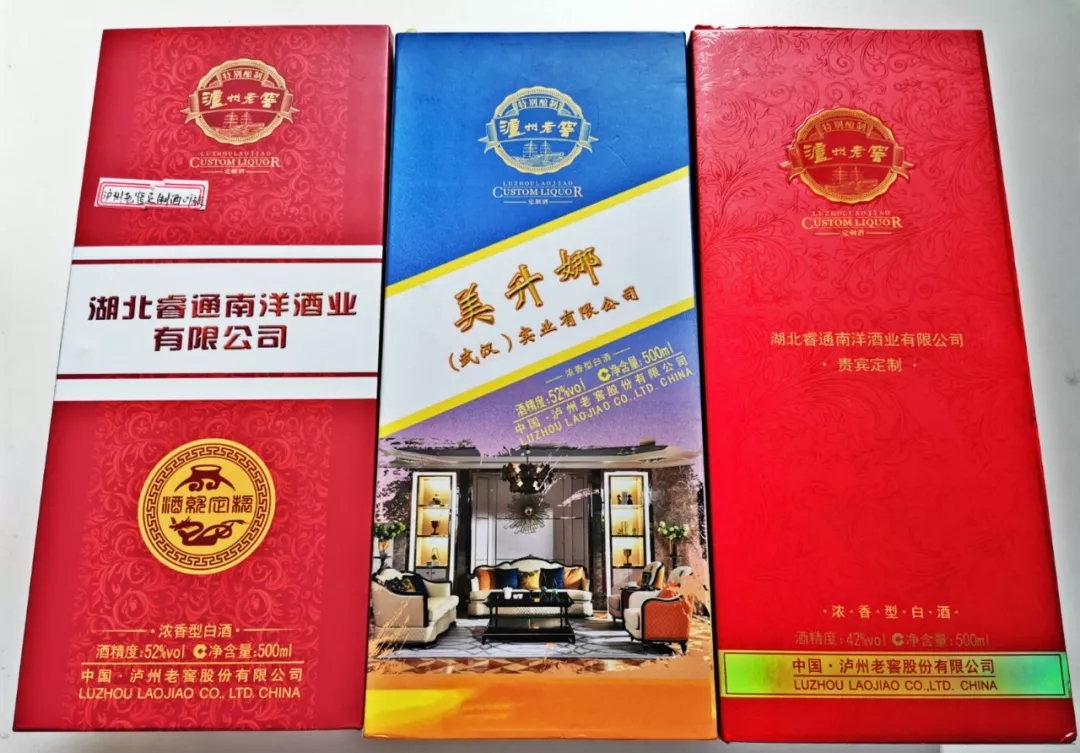 特别酿制
泸州老窖
LUZHOULAOJIAO
CUSTOM LIQUOR
定制酒
湖北睿通南洋酒业
有限公司
浓香型白酒
酒精度:52%vol 净含量:500ml
中国·泸州老窖股份有限公司
LUZHOU LAOJIAO CO.,LTD. CHINA
特别酿制
泸州老窖
LUZHOULAOJIAO
CUSTOM LIQUOR
定制酒
美升娜
(武汉)实业有限公司
浓香型白酒
酒精度:52%vol 净含量:500ml
中国·泸州老窖股份有限公司
LUZHOU LAOJIAO CO.,LTD. CHINA
特别酿制
泸州老窖
LUZHOULAOJIAO
CUSTOM LIQUOR
定制酒
湖北睿通南洋酒业有限公司
·贵宾定制·
·浓·香·型·白·酒·
酒精度:42%vol 净含量:500ml
中国·泸州老窖股份有限公司
LUZHOU LAOJIAO CO.,LTD. CHINA